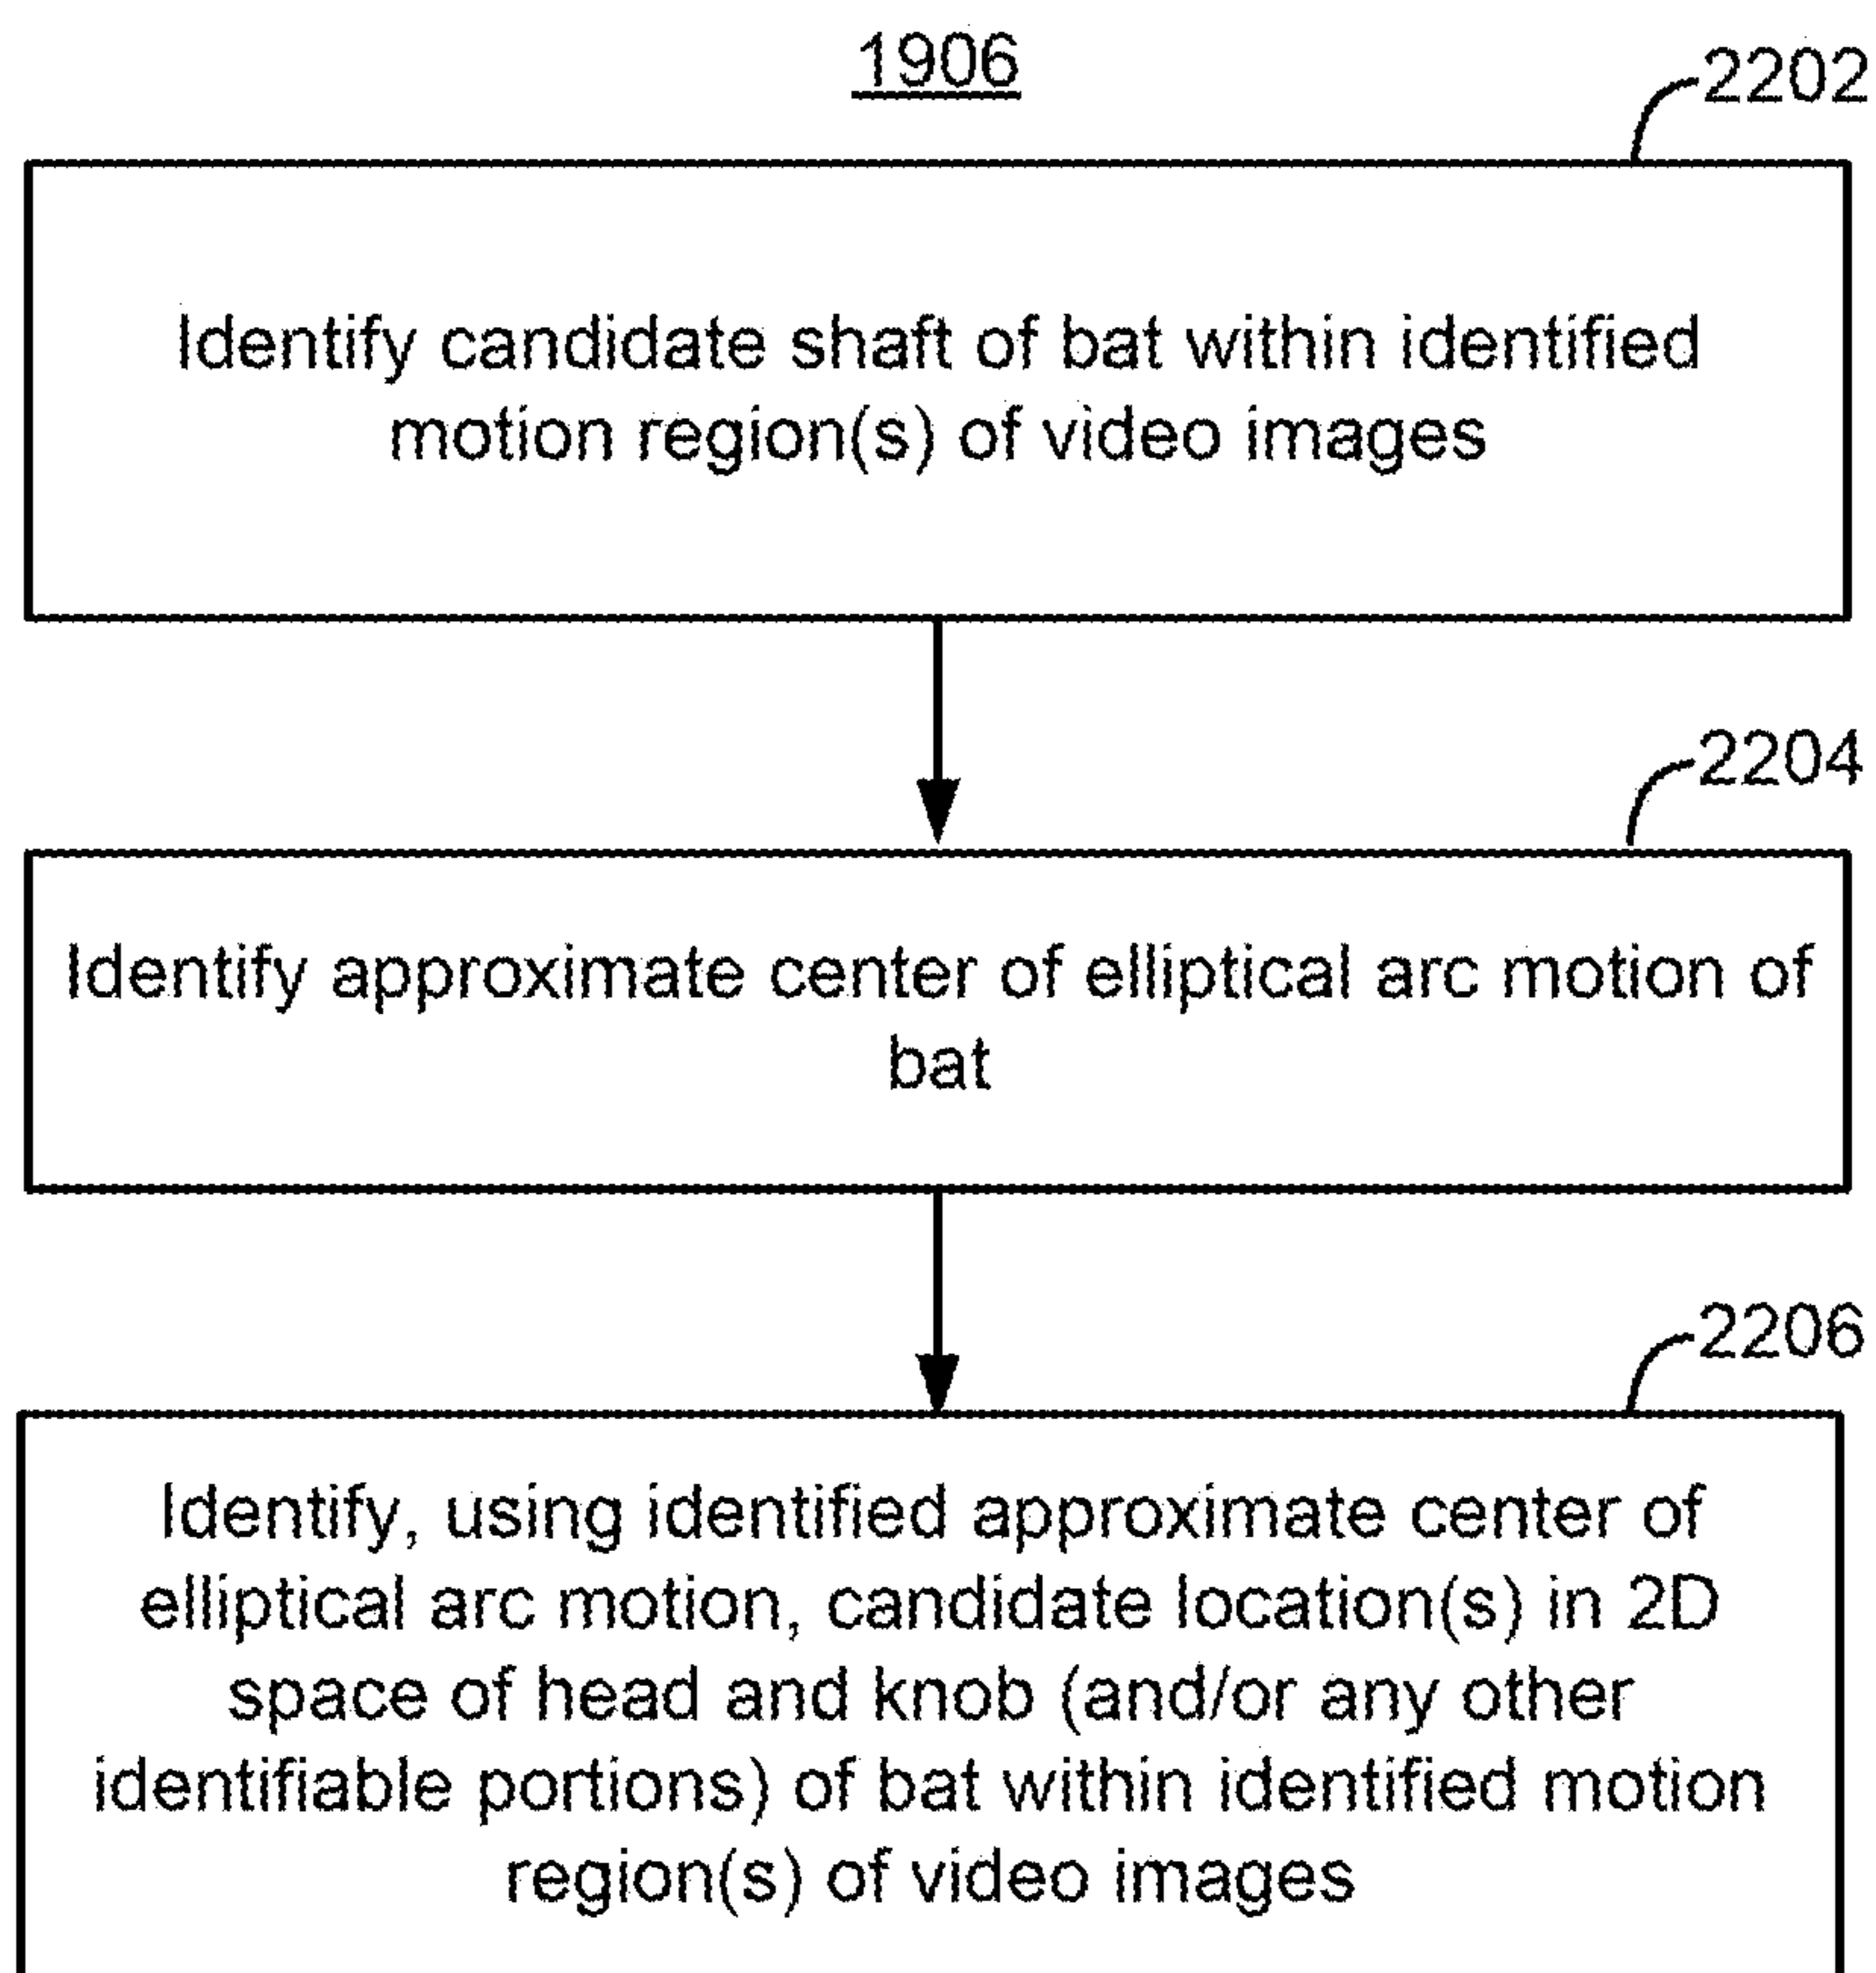 1906
2202
Identify candidate shaft of bat within identified
motion region(s) of video images
2204
Identify approximate center of elliptical arc motion of
bat
2206
Identify, using identified approximate center of
elliptical arc motion, candidate location(s) in 2D
space of head and knob (and/or any other
identifiable portions) of bat within identified motion
region(s) of video images